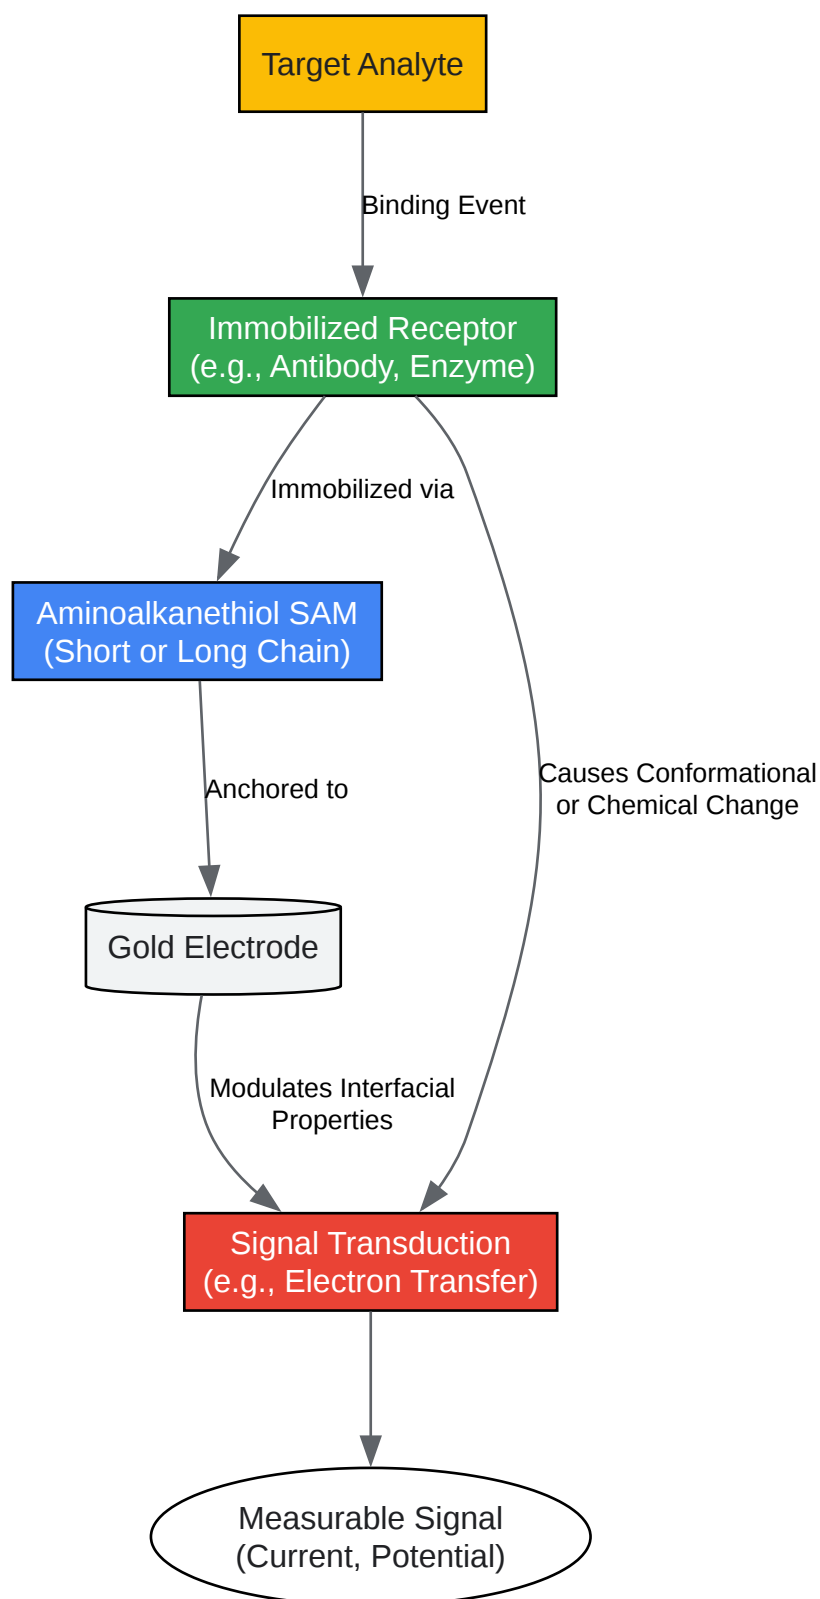 Target Analyte
Binding Event
Immobilized Receptor
(e.g., Antibody, Enzyme)
Immobilized via
Aminoalkanethiol SAM
(Short or Long Chain)
Causes Conformational
or Chemical Change
Anchored to
Gold Electrode
Modulates Interfacial
Properties
Signal Transduction
(e.g., Electron Transfer)
Measurable Signal
(Current, Potential)